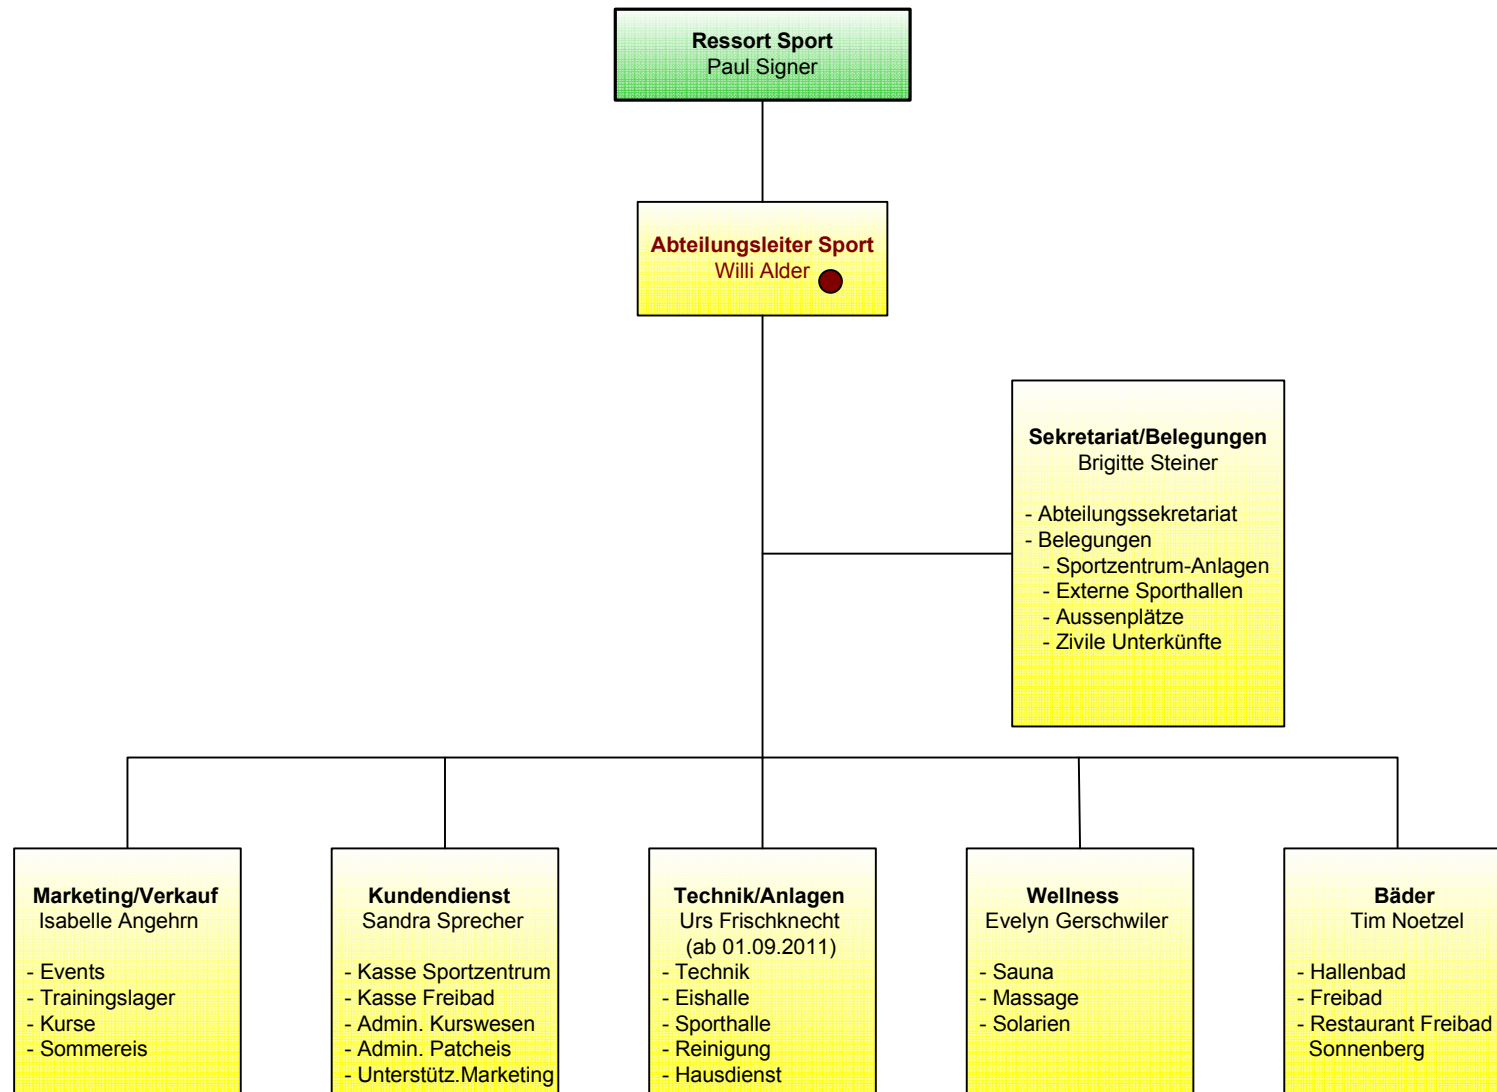 Ressort Sport
Paul Signer
Abteilungsleiter Sport
Willi Alder
Sekretariat/Belegungen
Brigitte Steiner
- Abteilungssekretariat
- Belegungen
- Sportzentrum-Anlagen
- Externe Sporthallen
- Aussenplätze
- Zivile Unterkünfte
Marketing/Verkauf
Isabelle Angehrn
- Events
- Trainingslager
- Kurse
- Sommereis
Kundendienst
Sandra Sprecher
- Kasse Sportzentrum
- Kasse Freibad
- Admin. Kurswesen
- Admin. Patcheis
- Unterstütz.Marketing
Technik/Anlagen
Urs Frischknecht
(ab 01.09.2011)
- Technik
- Eishalle
- Sporthalle
- Reinigung
- Hausdienst
Wellness
Evelyn Gerschwiler
- Sauna
- Massage
- Solarien
Bäder
Tim Noetzel
- Hallenbad
- Freibad
- Restaurant Freibad
Sonnenberg